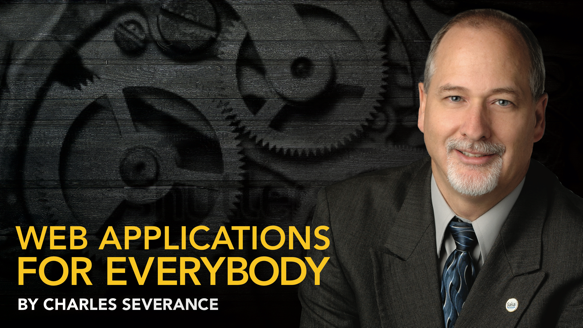 WEB APPLICATIONS
FOR EVERYBODY
BY CHARLES SEVERANCE